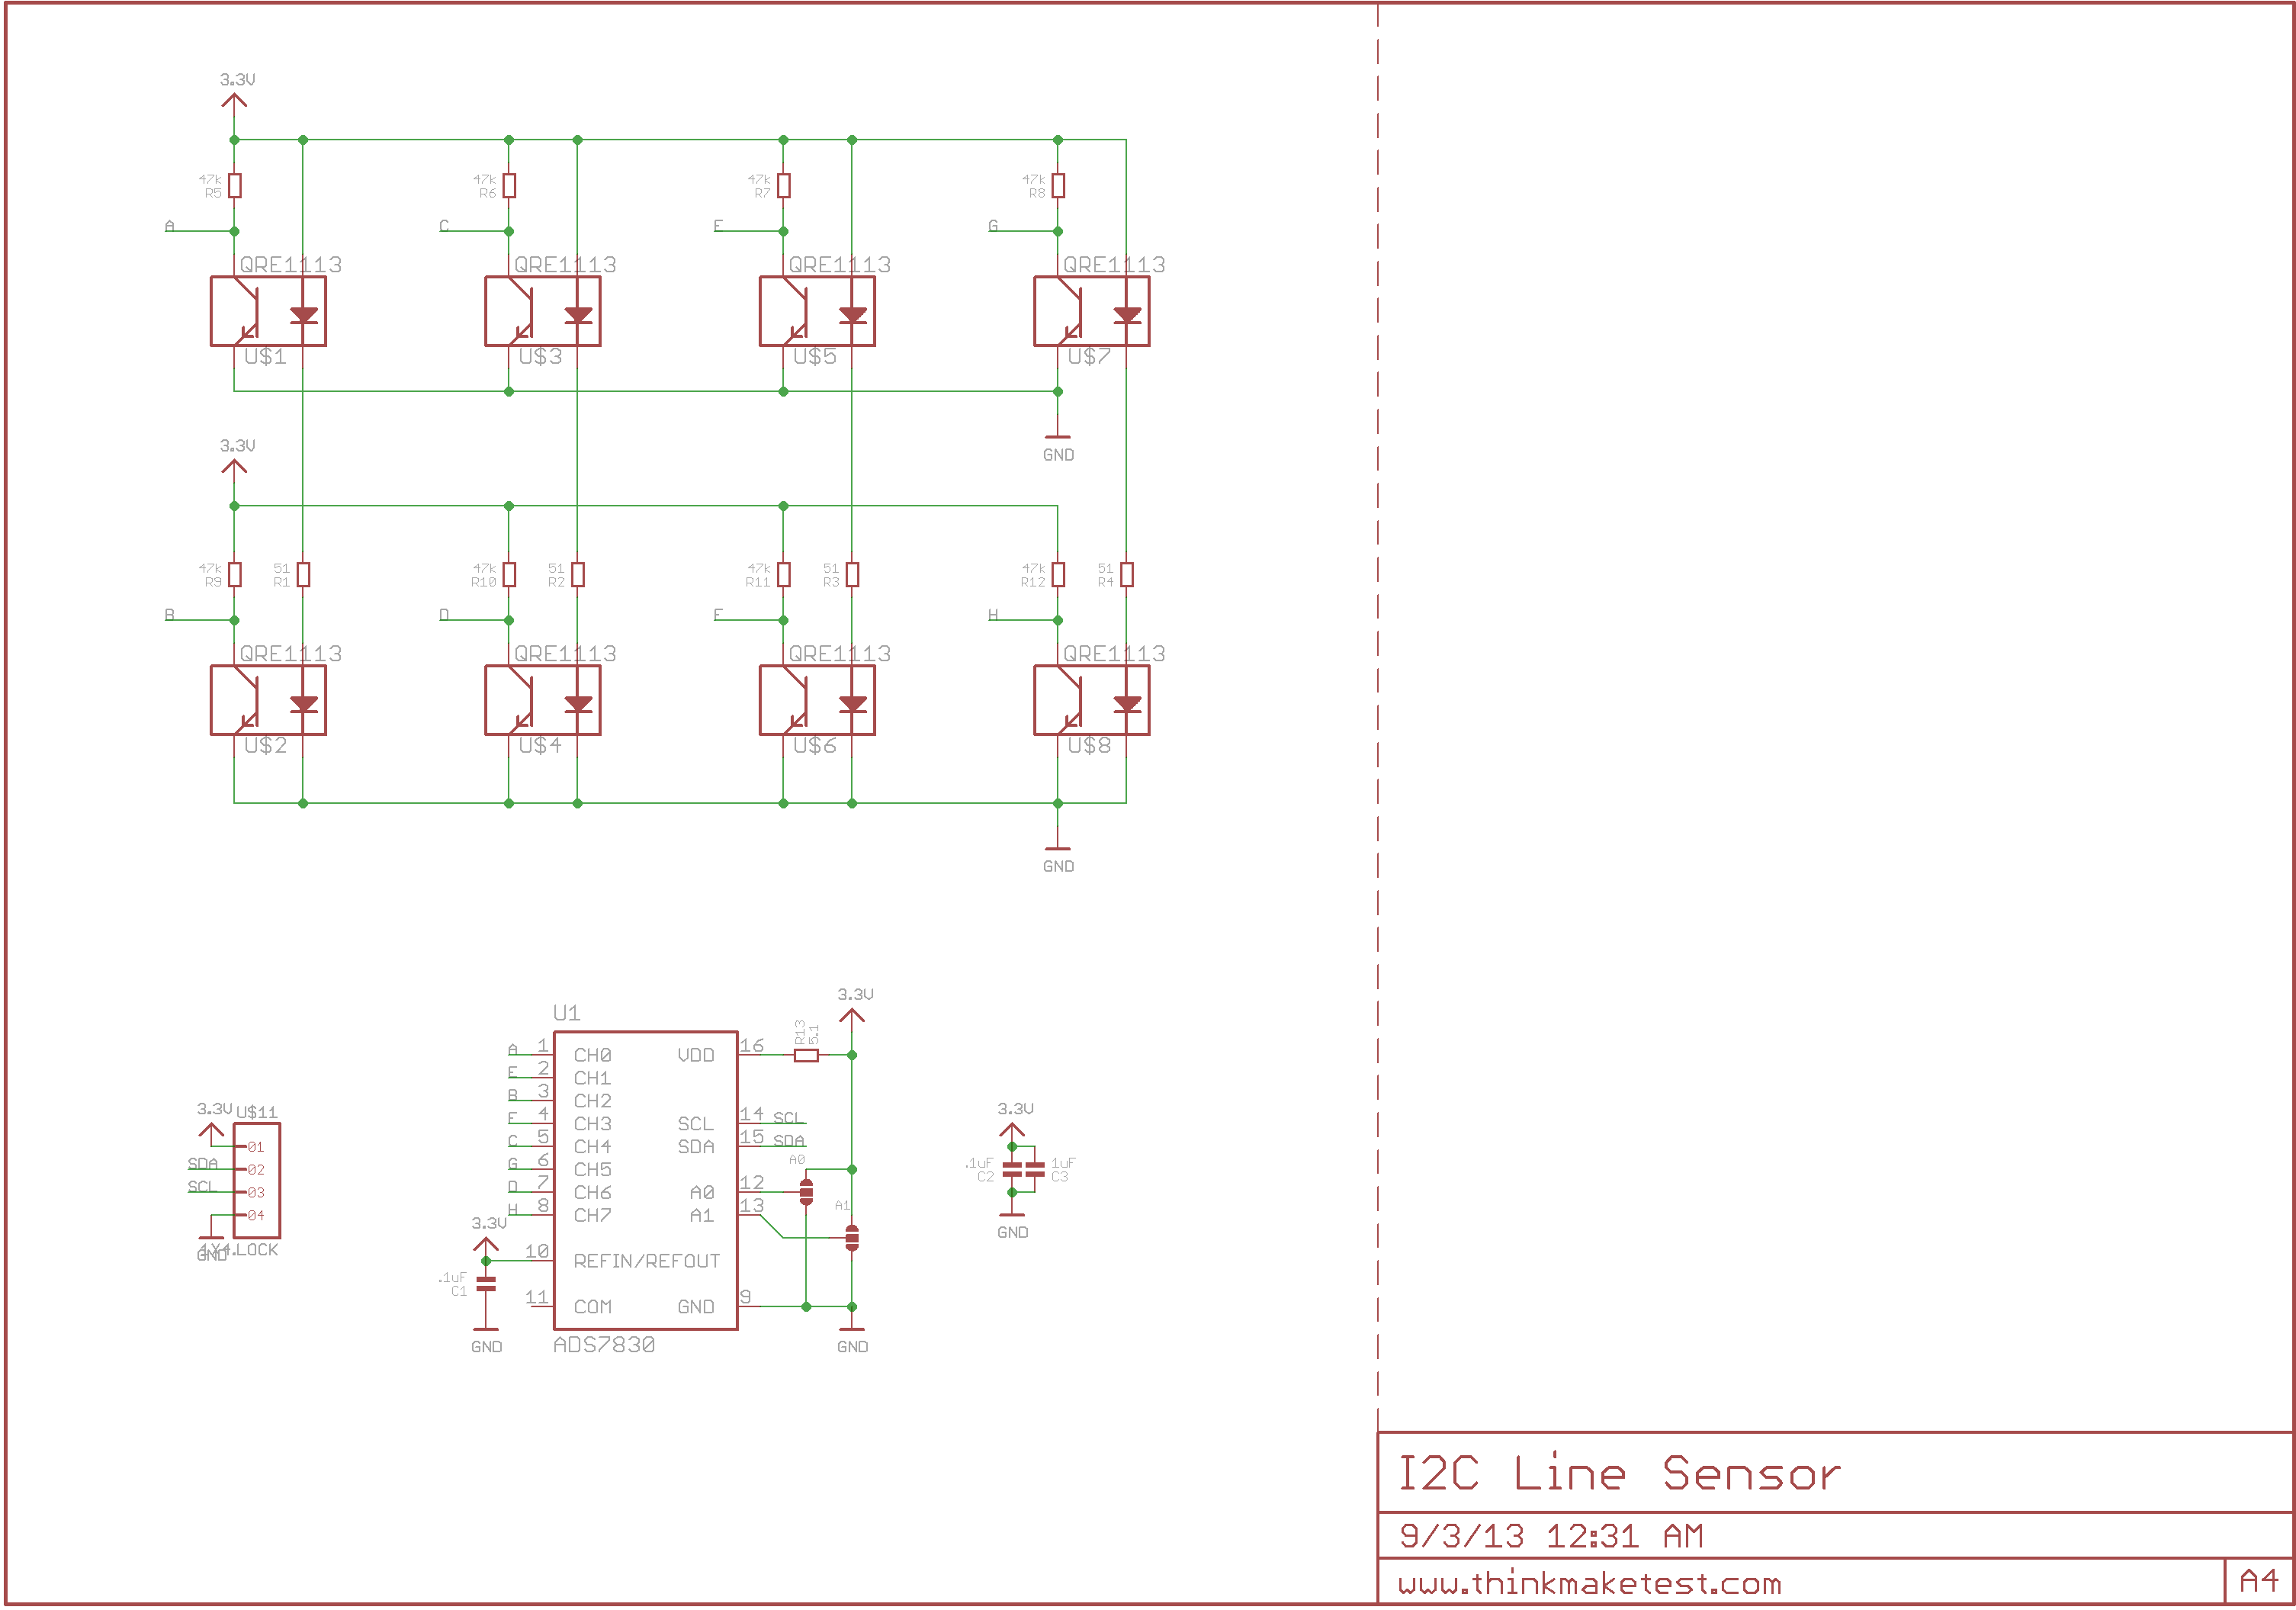 3.3V
47k
R5
47k
R6
47k
R7
47k
R8
A
C
E
G
QRE1113
QRE1113
QRE1113
QRE1113
U$1
U$3
U$5
U$7
3.3V
GND
47k
R9
51
R1
47k
R10
51
R2
47k
R11
51
R3
47k
R12
51
R4
B
D
F
H
QRE1113
QRE1113
QRE1113
QRE1113
U$2
U$4
U$6
U$8
GND
3.3V
U1
R13
5.1
A 1 CH0 VDD 16
E 2 CH1
B 3 CH2
F 4 CH3 SCL 14 SCL
C 5 CH4 SDA 15 SDA
G 6 CH5
D 7 CH6 A0 12
H 8 CH7 A1 13
A0
A1
3.3V
10 REFIN/REFOUT
.1uF
C1
11 COM GND 9
GND
ADS7830
GND
3.3V
U$11
01
SDA 02
SCL 03
04
GND
1X4.LOCK
3.3V
.1uF
C2
1uF
C3
GND
I2C Line Sensor
9/3/13 12:31 AM
www.thinkmaketest.com
A4